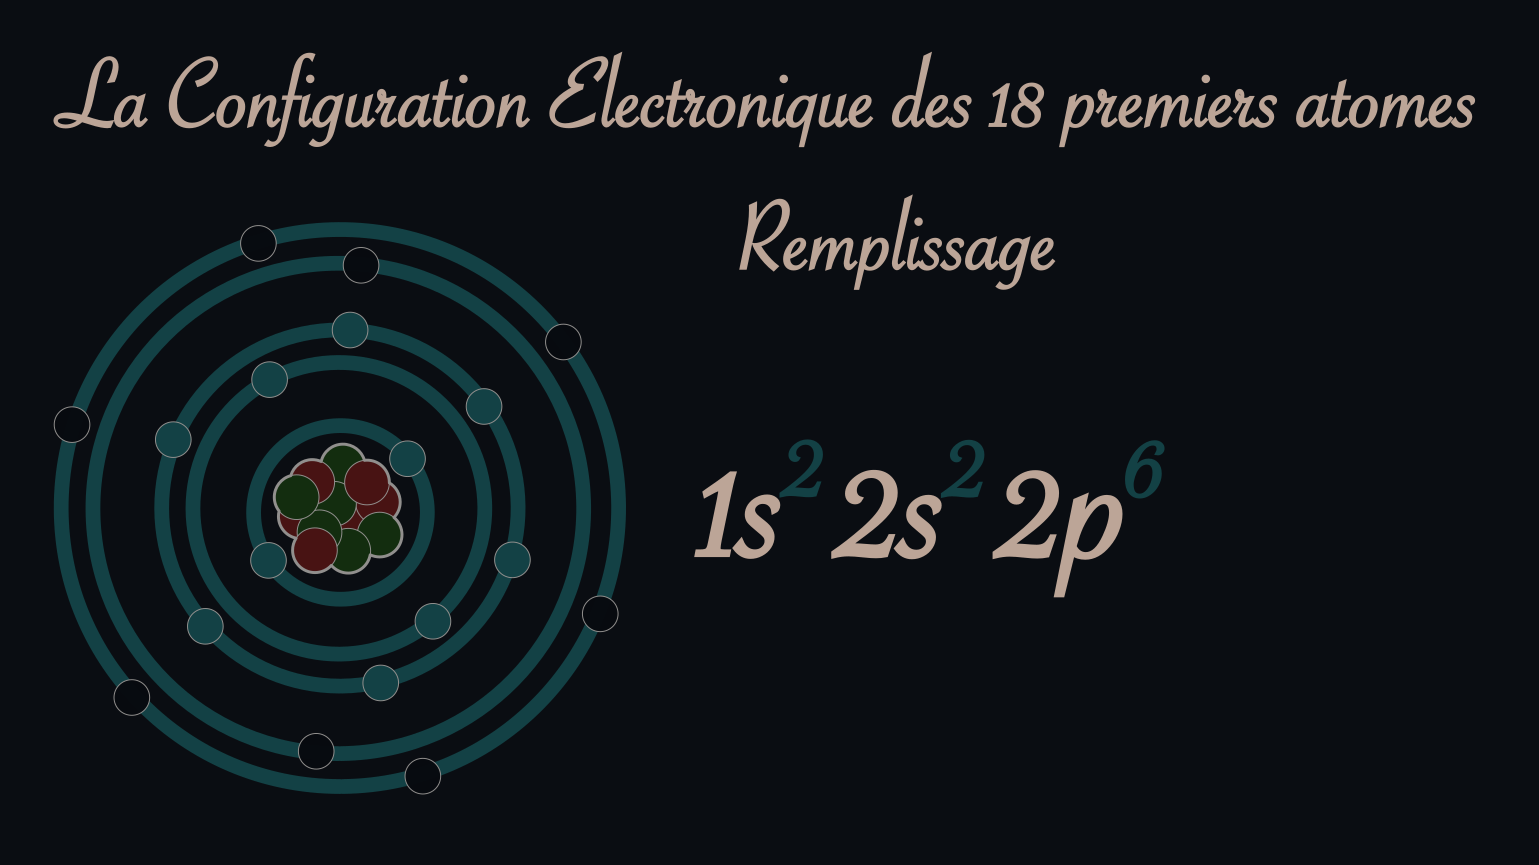 La Configuration Electronique des 18 premiers atomes
Remplissage
1s² 2s² 2p⁶